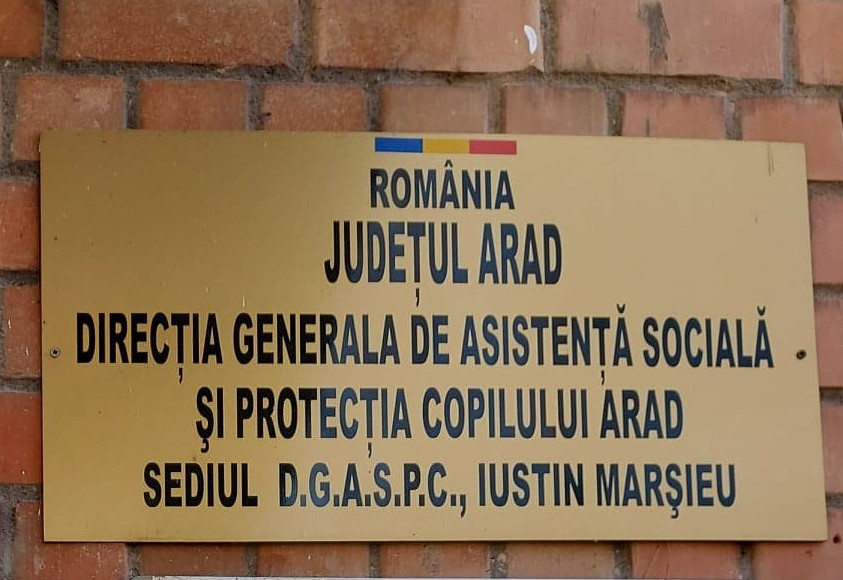 ROMÂNIA
JUDEȚUL ARAD
DIRECȚIA GENERALA DE ASISTENȚĂ SOCIALĂ
ŞI PROTECȚIA COPILULUI ARAD
SEDIUL D.G.A.S.P.C., IUSTIN MARŞIEU